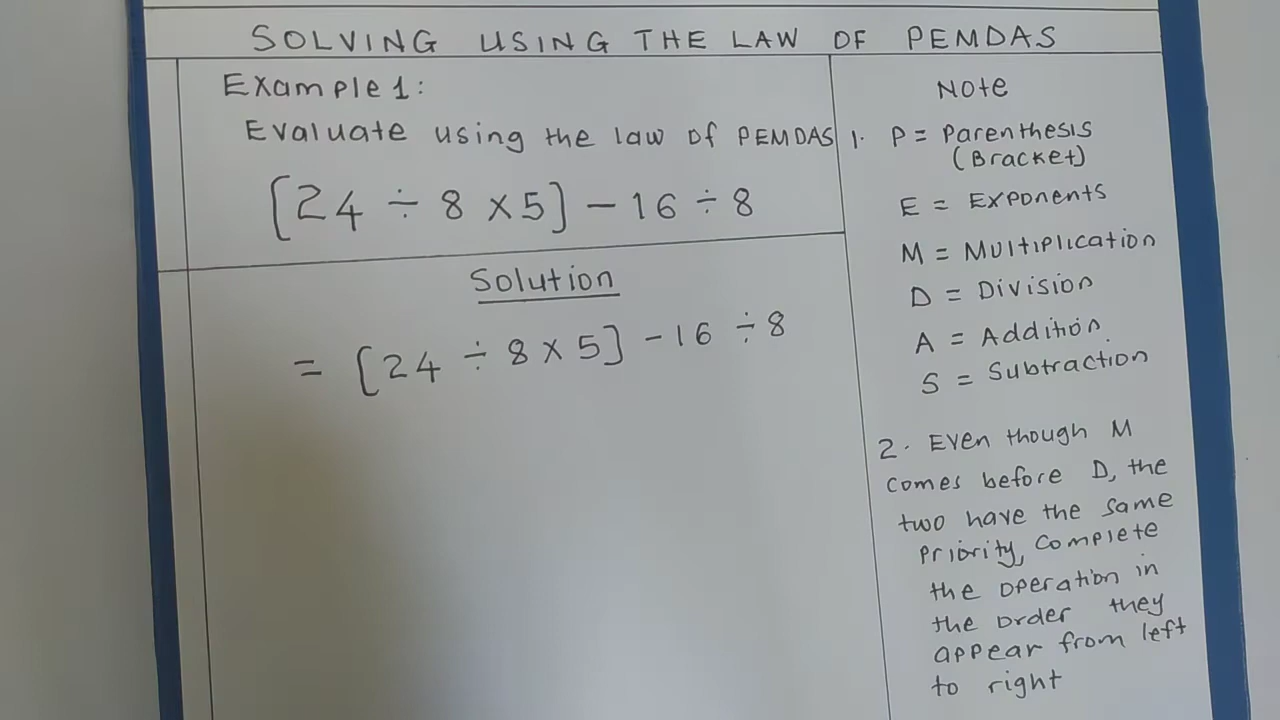 SOLVING USING THE LAW OF PEMDAS
Example 1:
Evaluate using the law of PEMDAS
[24 ÷ 8 × 5] − 16 ÷ 8
Solution
= [24 ÷ 8 × 5] − 16 ÷ 8
Note
1. P = Parenthesis
(Bracket)
E = Exponents
M = Multiplication
D = Division
A = Addition
S = Subtraction
2. Even though M
comes before D, the
two have the same
Priority, complete
the operation in
the order they
appear from left
to right